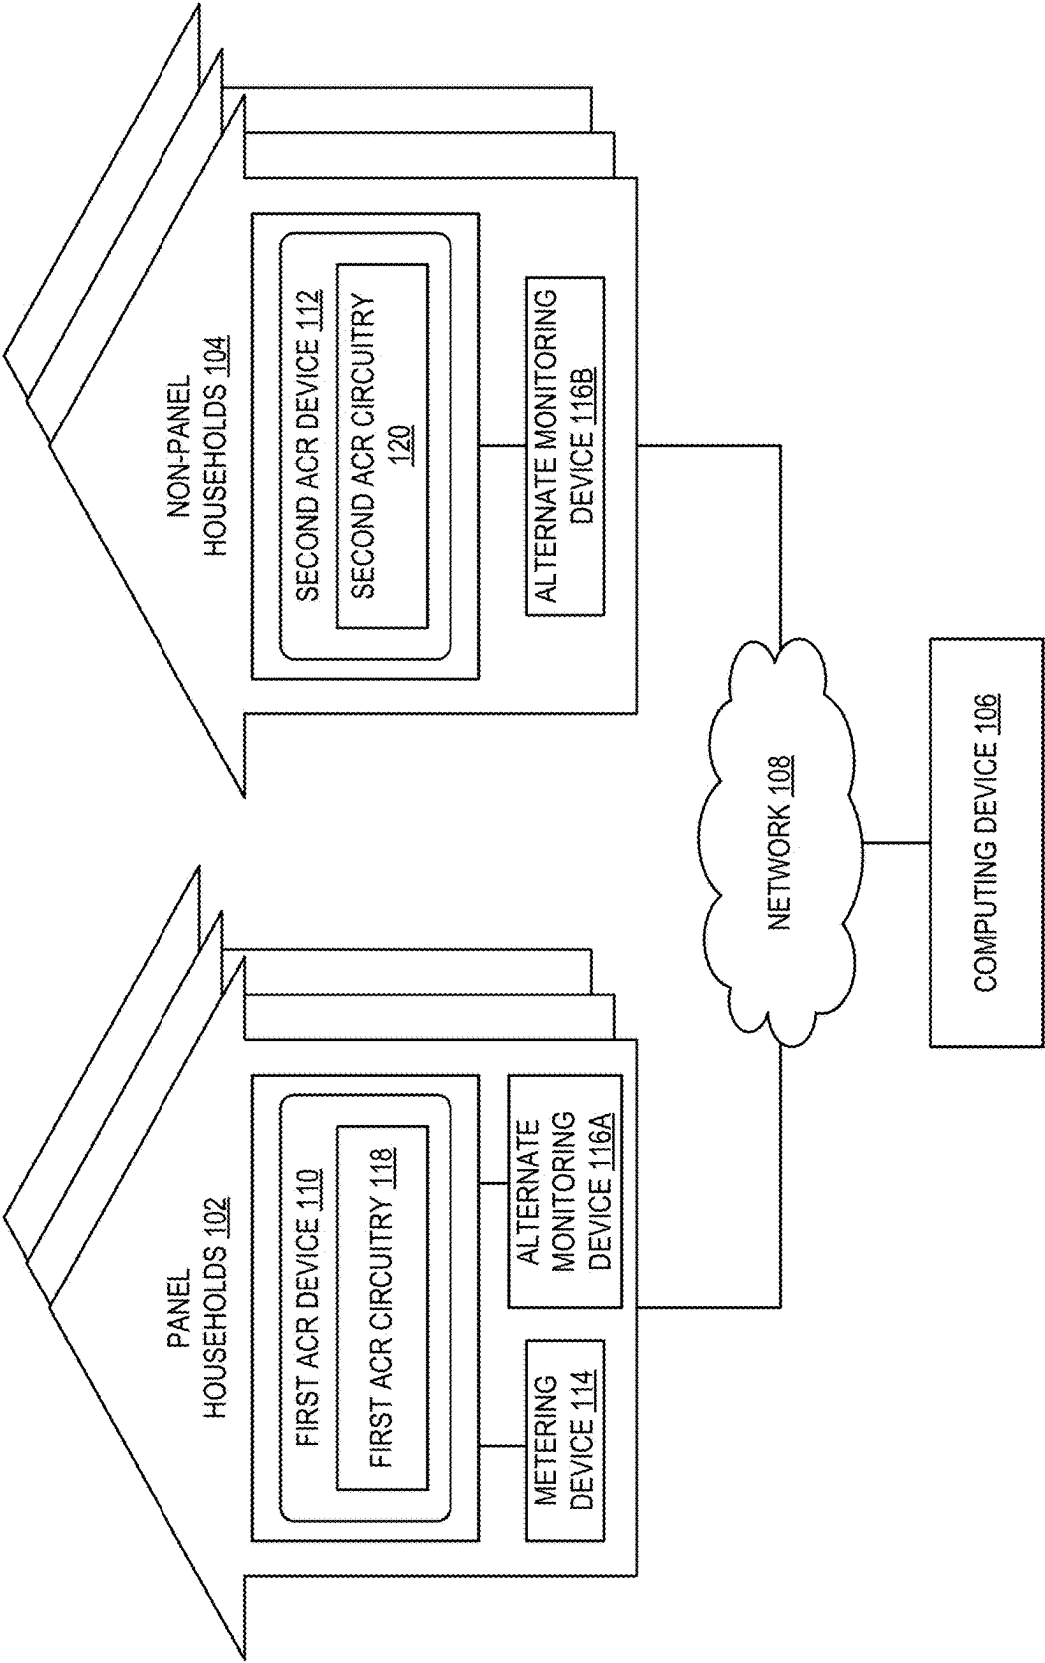 PANEL
HOUSEHOLDS 102
FIRST ACR DEVICE 110
FIRST ACR CIRCUITRY 118
METERING
DEVICE 114
ALTERNATE
MONITORING
DEVICE 116A
NON-PANEL
HOUSEHOLDS 104
SECOND ACR DEVICE 112
SECOND ACR CIRCUITRY
120
ALTERNATE MONITORING
DEVICE 116B
NETWORK 108
COMPUTING DEVICE 106